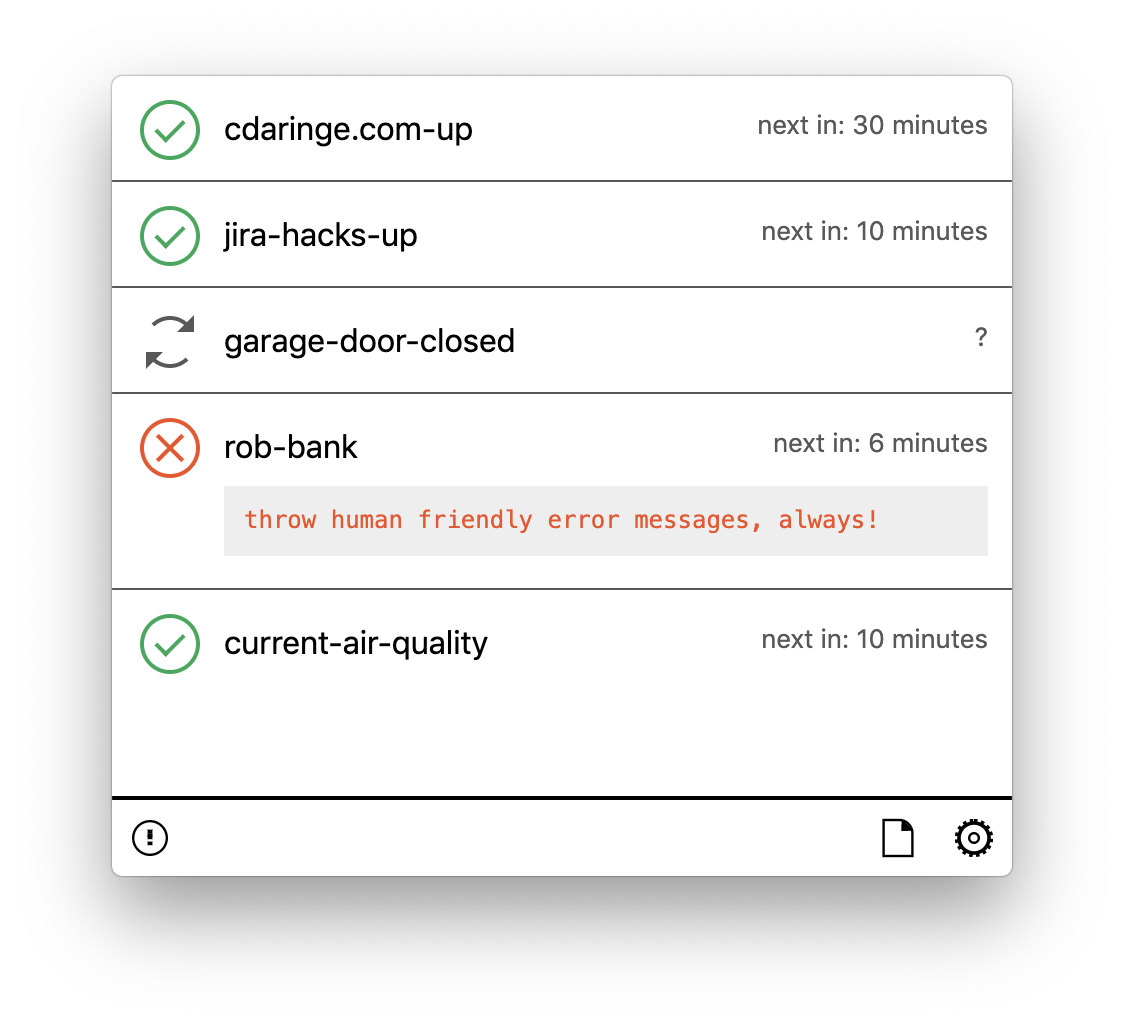 cdaringe.com-up next in: 30 minutes
jira-hacks-up next in: 10 minutes
garage-door-closed ?
rob-bank next in: 6 minutes
throw human friendly error messages, always!
current-air-quality next in: 10 minutes